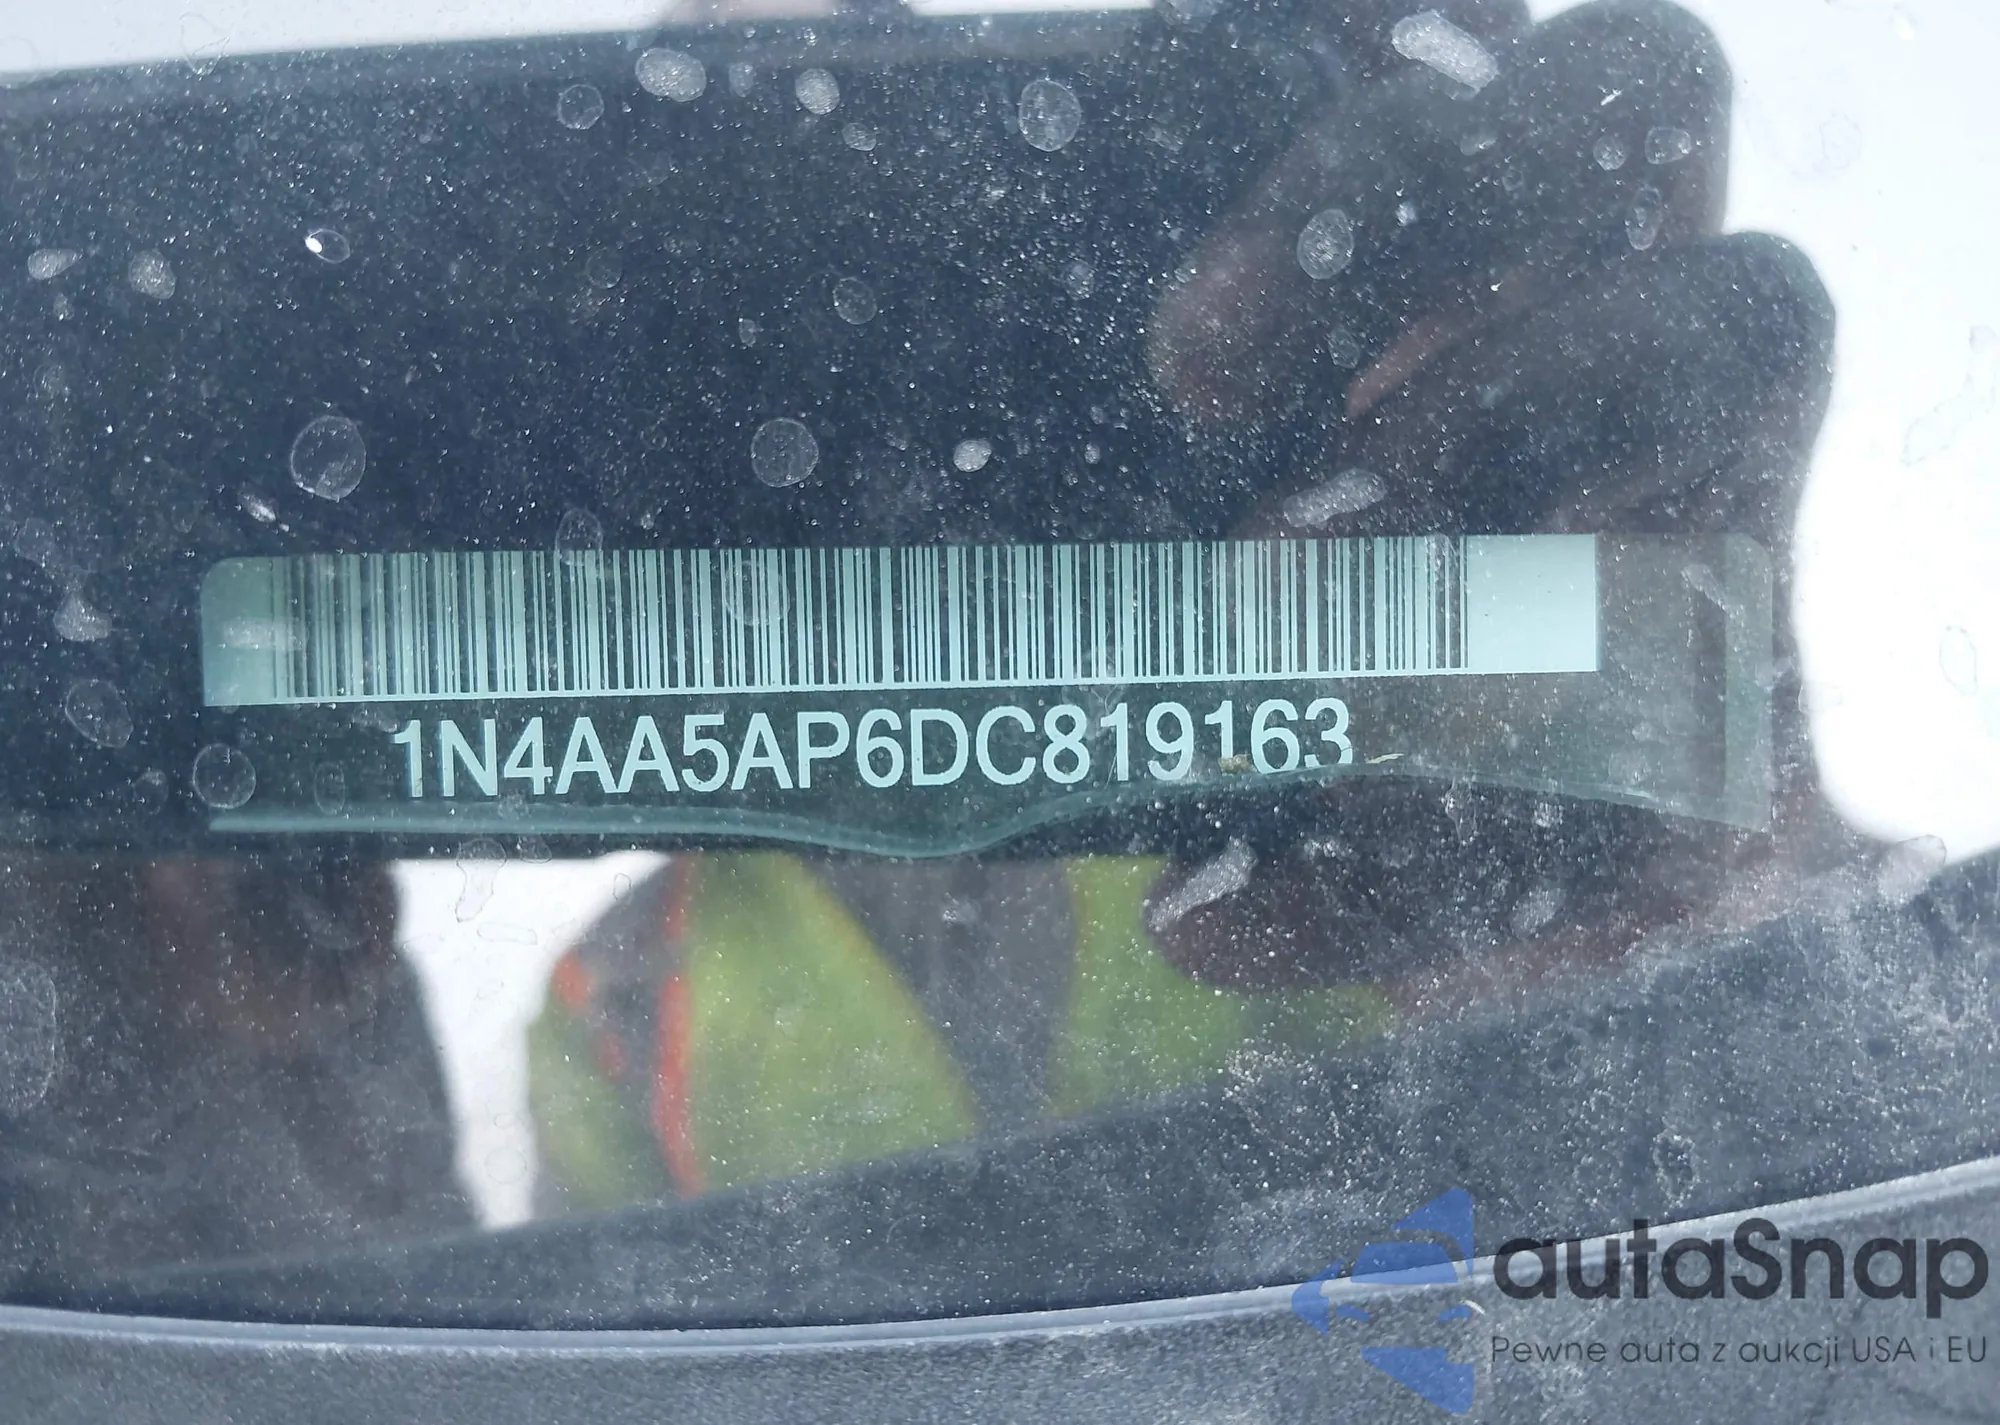 1N4AA5AP6DC819163
autaSnap
Pewne auta z aukcji USA i EU